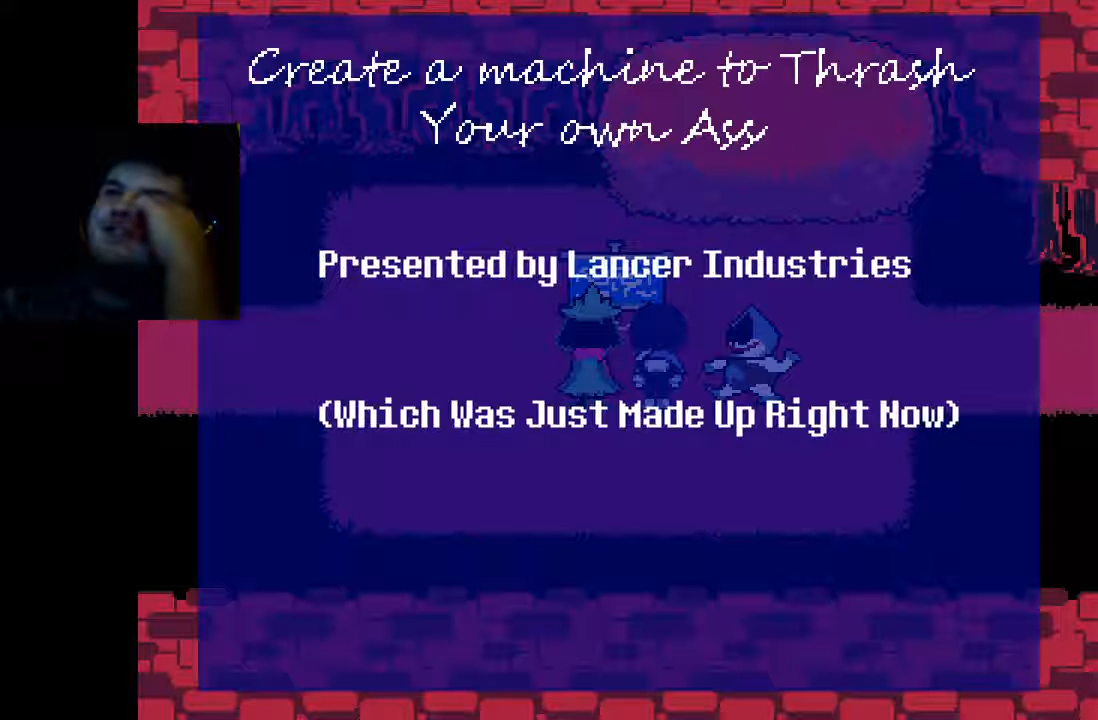 Create a machine to Thrash
Your own Ass
Presented by Lancer Industries
(Which Was Just Made Up Right Now)